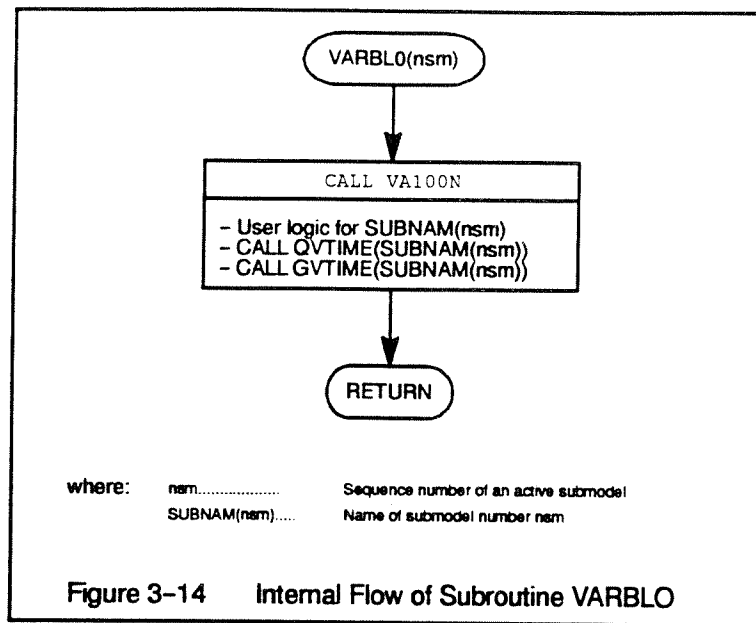 VARBL0(nsm)
CALL VA100N
– User logic for SUBNAM(nsm)
– CALL QVTIME(SUBNAM(nsm))
– CALL GVTIME(SUBNAM(nsm))
RETURN
where: nsm................... Sequence number of an active submodel
SUBNAM(nsm)..... Name of submodel number nsm
Figure 3–14 Internal Flow of Subroutine VARBLO